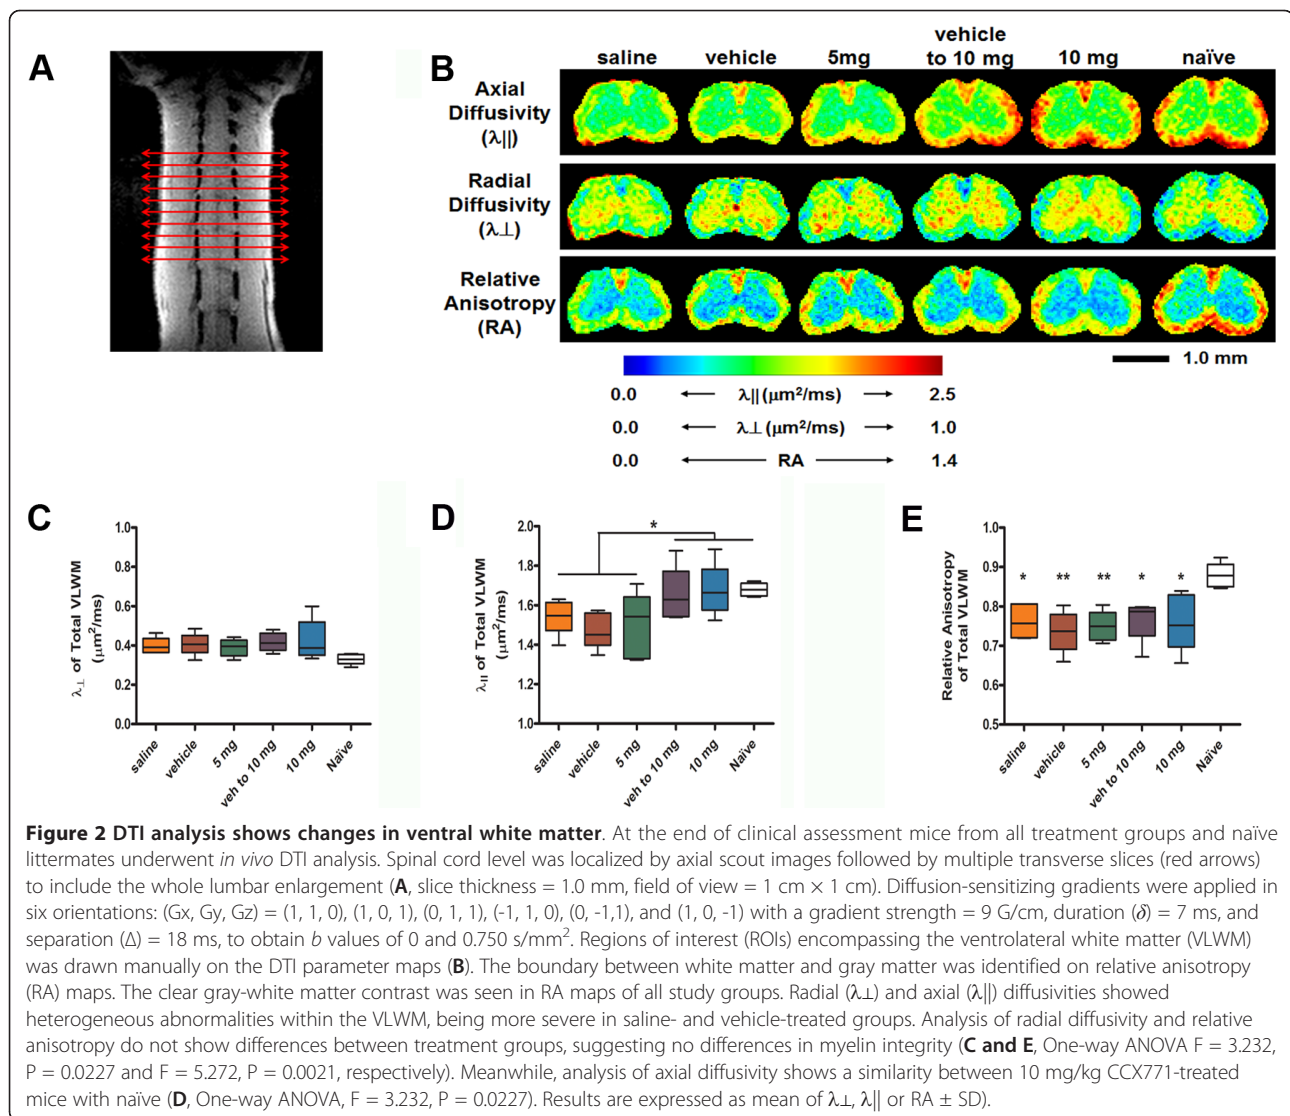 A
B
saline vehicle 5mg vehicle to 10 mg 10 mg naïve
Axial
Diffusivity
(λ||)
Radial
Diffusivity
(λ⊥)
Relative
Anisotropy
(RA)
1.0 mm
0.0 λ|| (µm²/ms) 2.5
0.0 λ⊥ (µm²/ms) 1.0
0.0 RA 1.4
C
λ⊥ of Total VLWM
(µm²/ms)
1.0
0.8
0.6
0.4
0.2
0.0
saline vehicle 5 mg veh to 10 mg 10 mg Naïve
D
λ|| of Total VLWM
(µm²/ms)
2.0
1.8
1.6
1.4
1.2
1.0
*
saline vehicle 5 mg veh to 10 mg 10 mg Naïve
E
Relative Anisotropy
of Total VLWM
1.0
0.9
0.8
0.7
0.6
0.5
* ** ** * *
saline vehicle 5 mg veh to 10 mg 10 mg Naïve
Figure 2 DTI analysis shows changes in ventral white matter. At the end of clinical assessment mice from all treatment groups and naïve
littermates underwent in vivo DTI analysis. Spinal cord level was localized by axial scout images followed by multiple transverse slices (red arrows)
to include the whole lumbar enlargement (A, slice thickness = 1.0 mm, field of view = 1 cm × 1 cm). Diffusion-sensitizing gradients were applied in
six orientations: (Gx, Gy, Gz) = (1, 1, 0), (1, 0, 1), (0, 1, 1), (-1, 1, 0), (0, -1,1), and (1, 0, -1) with a gradient strength = 9 G/cm, duration (δ) = 7 ms, and
separation (Δ) = 18 ms, to obtain b values of 0 and 0.750 s/mm². Regions of interest (ROIs) encompassing the ventrolateral white matter (VLWM)
was drawn manually on the DTI parameter maps (B). The boundary between white matter and gray matter was identified on relative anisotropy
(RA) maps. The clear gray-white matter contrast was seen in RA maps of all study groups. Radial (λ⊥) and axial (λ||) diffusivities showed
heterogeneous abnormalities within the VLWM, being more severe in saline- and vehicle-treated groups. Analysis of radial diffusivity and relative
anisotropy do not show differences between treatment groups, suggesting no differences in myelin integrity (C and E, One-way ANOVA F = 3.232,
P = 0.0227 and F = 5.272, P = 0.0021, respectively). Meanwhile, analysis of axial diffusivity shows a similarity between 10 mg/kg CCX771-treated
mice with naïve (D, One-way ANOVA, F = 3.232, P = 0.0227). Results are expressed as mean of λ⊥, λ|| or RA ± SD).